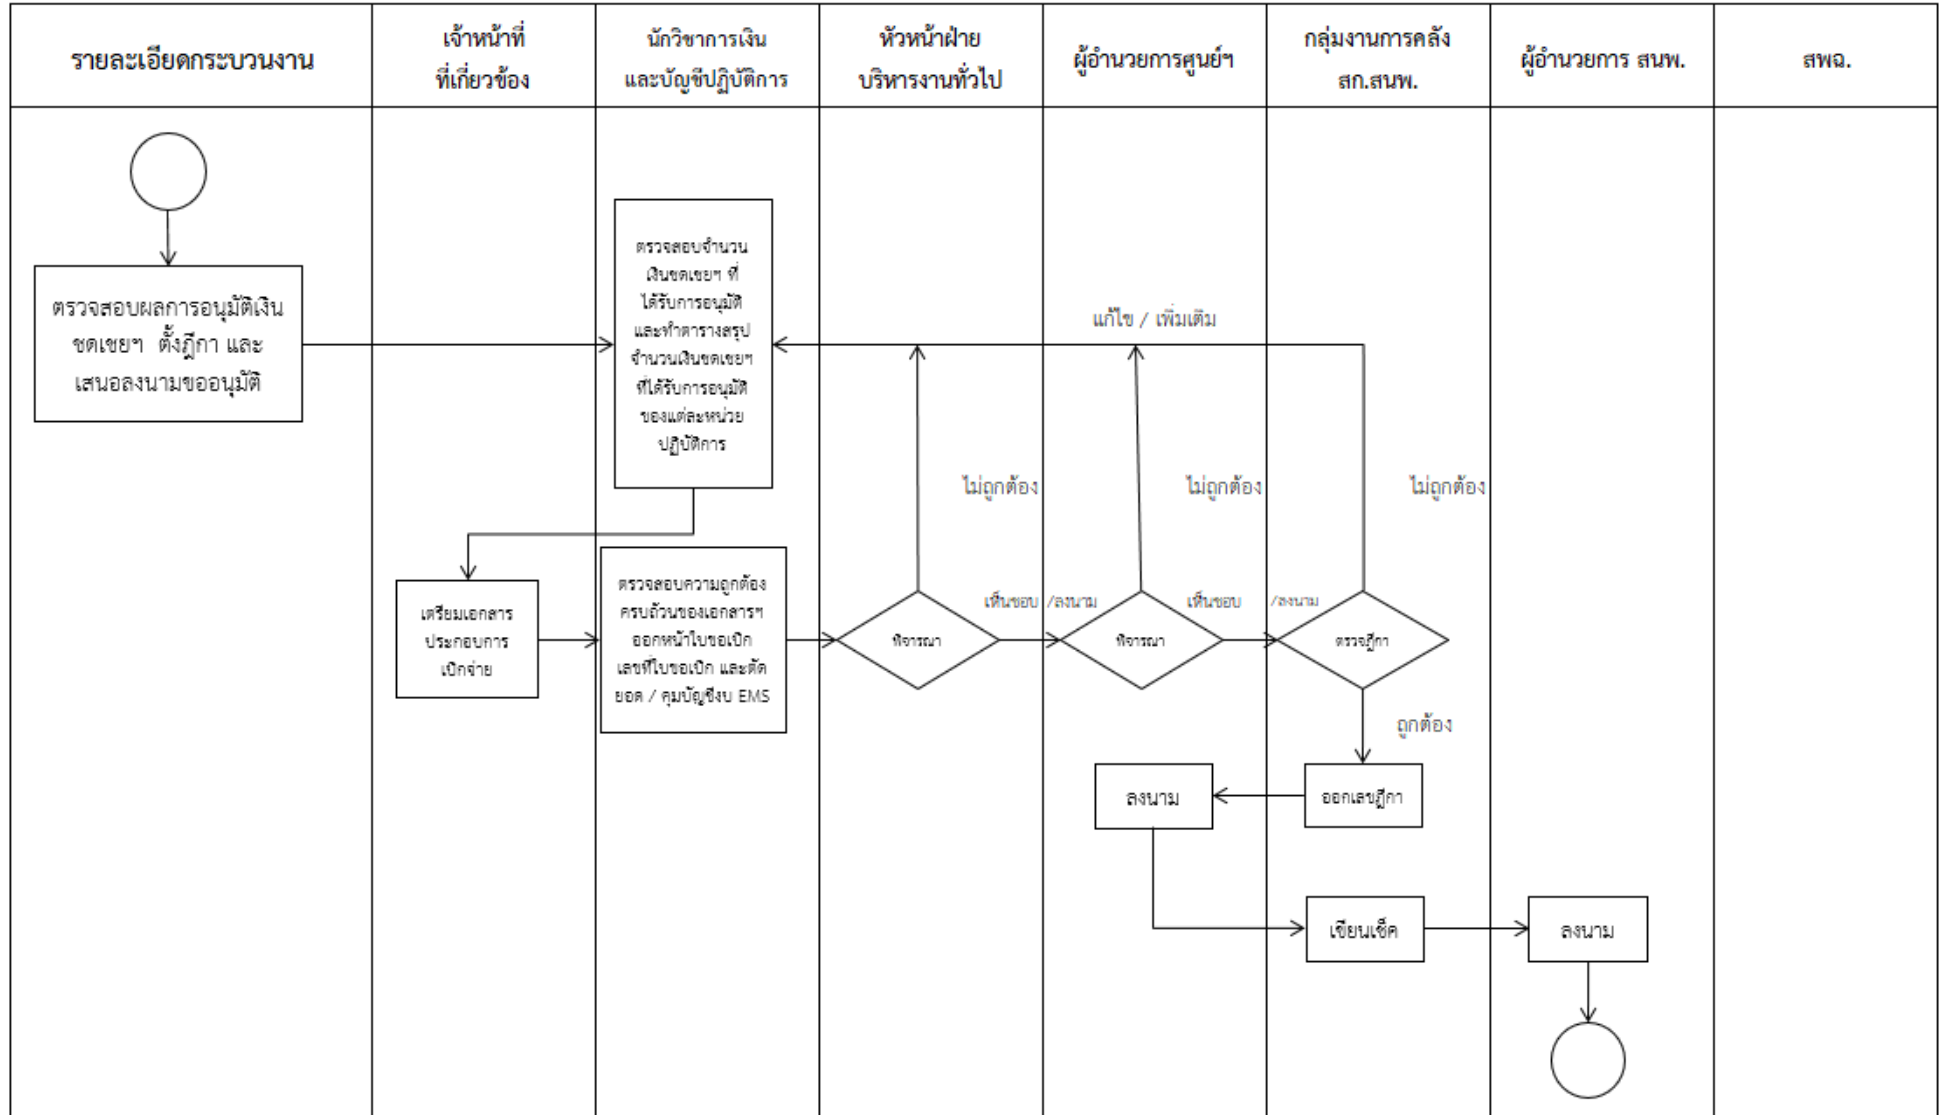 รายละเอียดกระบวนงาน
เจ้าหน้าที่
ที่เกี่ยวข้อง
นักวิชาการเงิน
และบัญชีปฏิบัติการ
หัวหน้าฝ่าย
บริหารงานทั่วไป
ผู้อำนวยการศูนย์ฯ
กลุ่มงานการคลัง
สก.สนพ.
ผู้อำนวยการ สนพ.
สพฉ.
ตรวจสอบผลการอนุมัติเงิน
ชดเชยฯ ตั้งฎีกา และ
เสนอลงนามขออนุมัติ
ตรวจสอบจำนวน
เงินชดเชยฯ ที่
ได้รับการอนุมัติ
และทำตารางสรุป
จำนวนเงินชดเชยฯ
ที่ได้รับการอนุมัติ
ของแต่ละหน่วย
ปฏิบัติการ
แก้ไข / เพิ่มเติม
ไม่ถูกต้อง
ไม่ถูกต้อง
ไม่ถูกต้อง
เตรียมเอกสาร
ประกอบการ
เบิกจ่าย
ตรวจสอบความถูกต้อง
ครบถ้วนของเอกสารฯ
ออกหน้าใบขอเบิก
เลขที่ใบขอเบิก และตัด
ยอด / คุมบัญชีงบ EMS
พิจารณา
เห็นชอบ /ลงนาม
พิจารณา
เห็นชอบ /ลงนาม
ตรวจฎีกา
ถูกต้อง
ลงนาม
ออกเลขฎีกา
เขียนเช็ค
ลงนาม